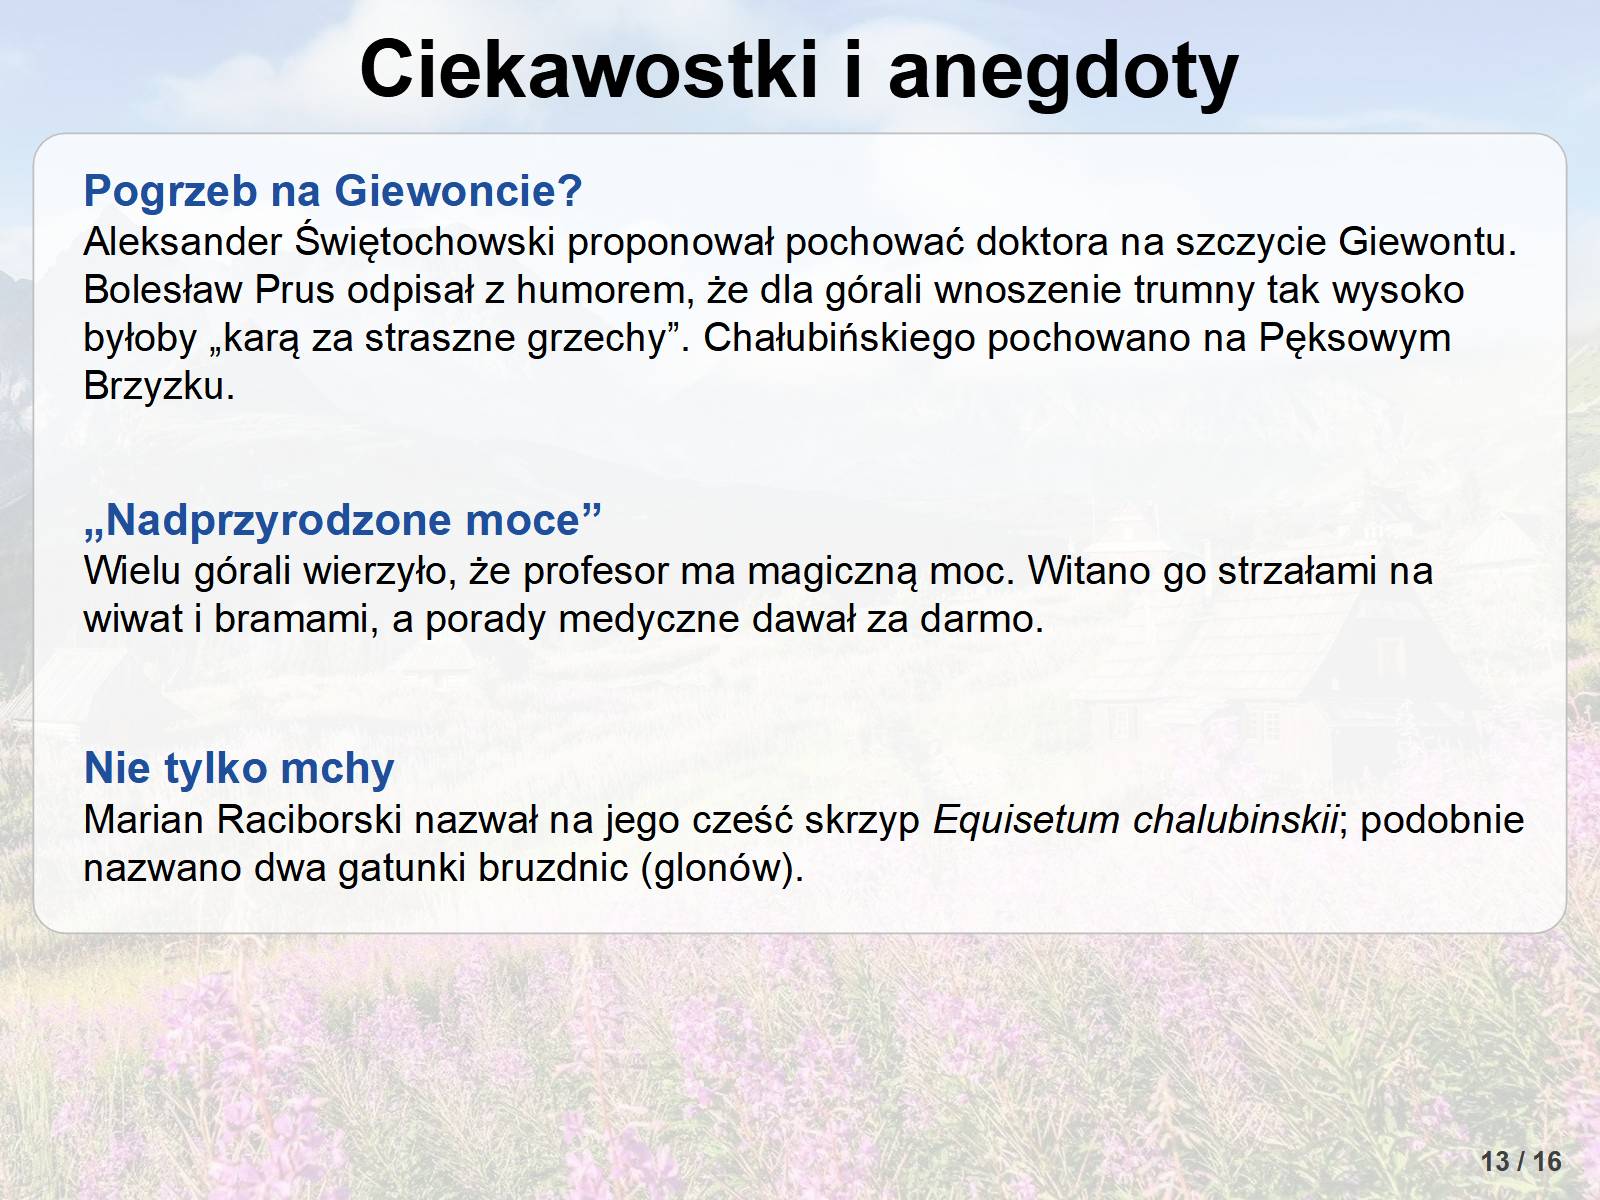 Ciekawostki i anegdoty
Pogrzeb na Giewoncie?
Aleksander Świętochowski proponował pochować doktora na szczycie Giewontu.
Bolesław Prus odpisał z humorem, że dla górali wnoszenie trumny tak wysoko
byłoby „karą za straszne grzechy”. Chałubińskiego pochowano na Pęksowym
Brzyzku.
„Nadprzyrodzone moce”
Wielu górali wierzyło, że profesor ma magiczną moc. Witano go strzałami na
wiwat i bramami, a porady medyczne dawał za darmo.
Nie tylko mchy
Marian Raciborski nazwał na jego cześć skrzyp Equisetum chalubinskii; podobnie
nazwano dwa gatunki bruzdnic (glonów).
13 / 16